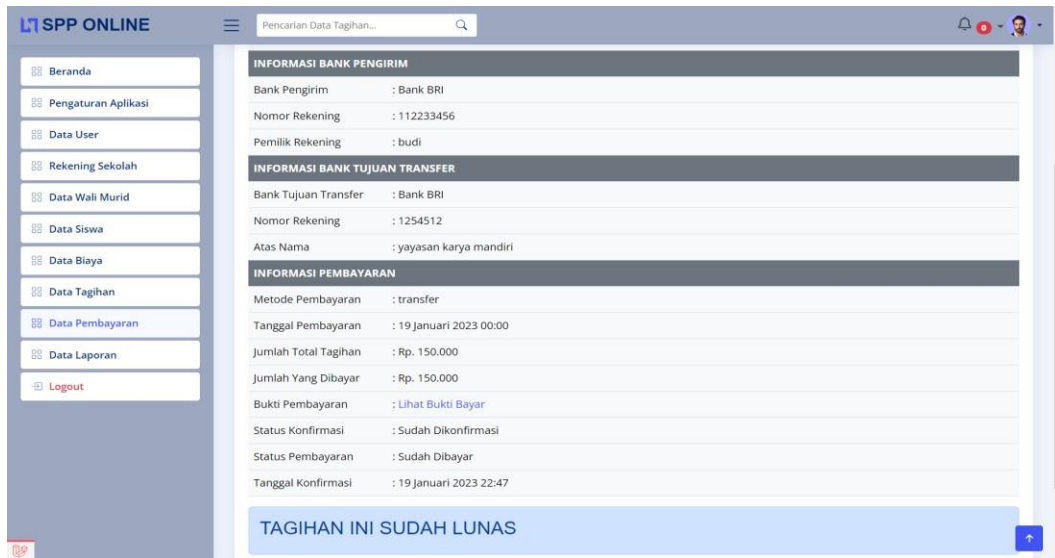 SPP ONLINE
Pencarian Data Tagihan...
0
Beranda
Pengaturan Aplikasi
Data User
Rekening Sekolah
Data Wali Murid
Data Siswa
Data Biaya
Data Tagihan
Data Pembayaran
Data Laporan
Logout
INFORMASI BANK PENGIRIM
Bank Pengirim : Bank BRI
Nomor Rekening : 112233456
Pemilik Rekening : budi
INFORMASI BANK TUJUAN TRANSFER
Bank Tujuan Transfer : Bank BRI
Nomor Rekening : 1254512
Atas Nama : yayasan karya mandiri
INFORMASI PEMBAYARAN
Metode Pembayaran : transfer
Tanggal Pembayaran : 19 Januari 2023 00:00
Jumlah Total Tagihan : Rp. 150.000
Jumlah Yang Dibayar : Rp. 150.000
Bukti Pembayaran : Lihat Bukti Bayar
Status Konfirmasi : Sudah Dikonfirmasi
Status Pembayaran : Sudah Dibayar
Tanggal Konfirmasi : 19 Januari 2023 22:47
TAGIHAN INI SUDAH LUNAS